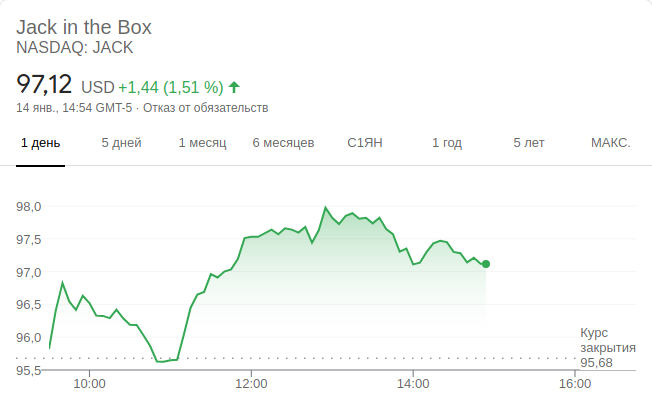 Jack in the Box
NASDAQ: JACK
97,12 USD +1,44 (1,51 %)
14 янв., 14:54 GMT-5 · Отказ от обязательств
1 день 5 дней 1 месяц 6 месяцев С1ЯН 1 год 5 лет МАКС.
98,0
97,5
97,0
96,5
96,0
95,5
Курс
закрытия
95,68
10:00 12:00 14:00 16:00